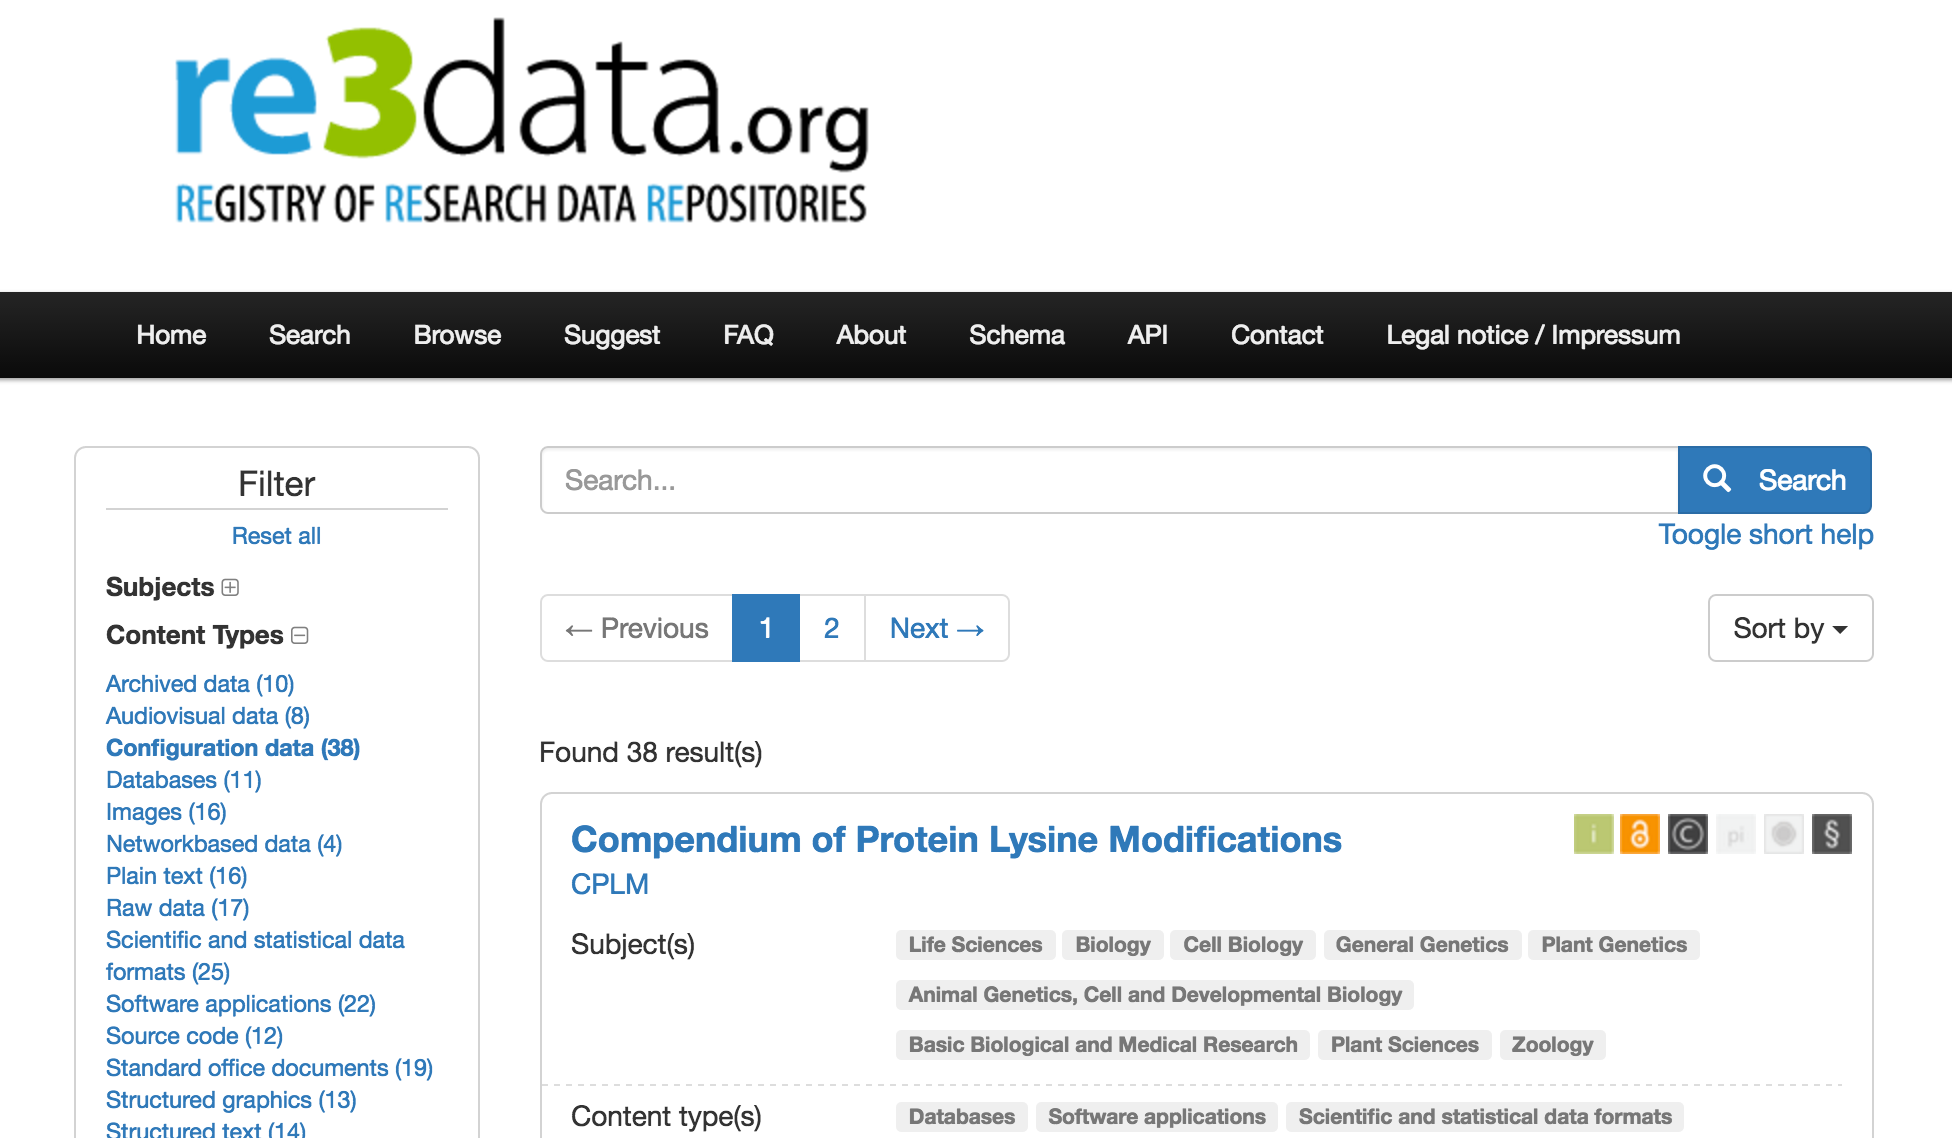 re3data.org
REGISTRY OF RESEARCH DATA REPOSITORIES
Home Search Browse Suggest FAQ About Schema API Contact Legal notice / Impressum
Filter
Reset all
Subjects
Content Types
Archived data (10)
Audiovisual data (8)
Configuration data (38)
Databases (11)
Images (16)
Networkbased data (4)
Plain text (16)
Raw data (17)
Scientific and statistical data
formats (25)
Software applications (22)
Source code (12)
Standard office documents (19)
Structured graphics (13)
Structured text (14)
Search...
Search
Toogle short help
← Previous 1 2 Next →
Sort by
Found 38 result(s)
Compendium of Protein Lysine Modifications
i © pi §
CPLM
Subject(s)
Life Sciences Biology Cell Biology General Genetics Plant Genetics
Animal Genetics, Cell and Developmental Biology
Basic Biological and Medical Research Plant Sciences Zoology
Content type(s)
Databases Software applications Scientific and statistical data formats